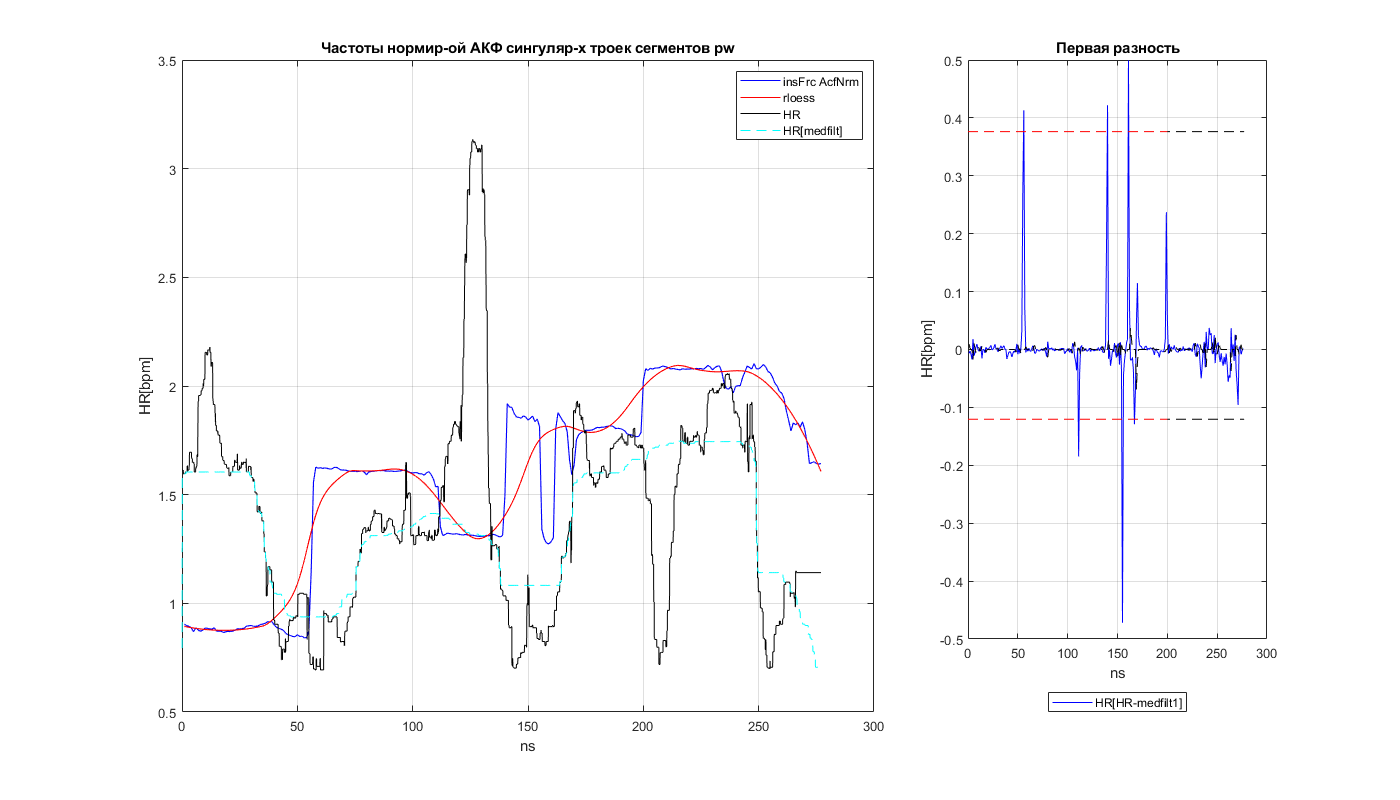 Частоты нормир-ой АКФ сингуляр-х троек сегментов pw
3.5
3
2.5
2
1.5
1
0.5
HR[bpm]
0
50
100
150
200
250
300
ns
insFrc AcfNrm
rloess
HR
HR[medfilt]
Первая разность
0.5
0.4
0.3
0.2
0.1
0
-0.1
-0.2
-0.3
-0.4
-0.5
HR[bpm]
0
50
100
150
200
250
300
ns
HR[HR-medfilt1]